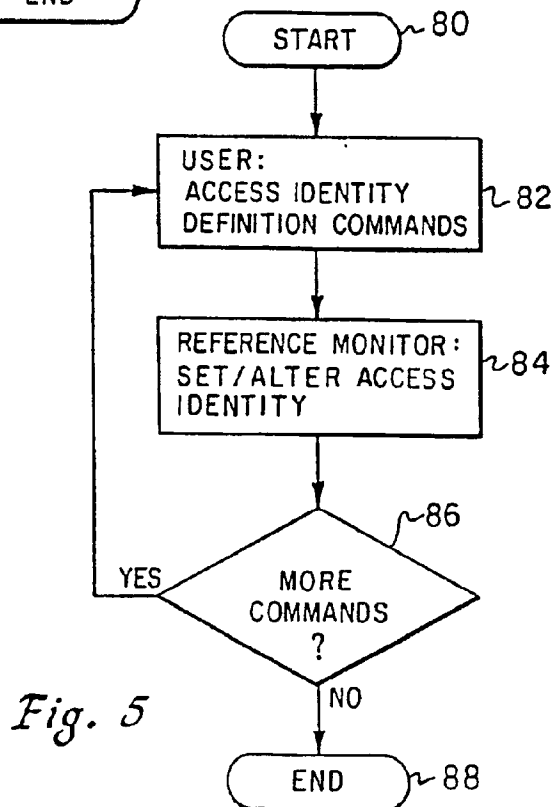 END
START
80
USER:
ACCESS IDENTITY
DEFINITION COMMANDS
82
REFERENCE MONITOR:
SET/ALTER ACCESS
IDENTITY
84
86
YES
MORE
COMMANDS
?
NO
Fig. 5
END
88